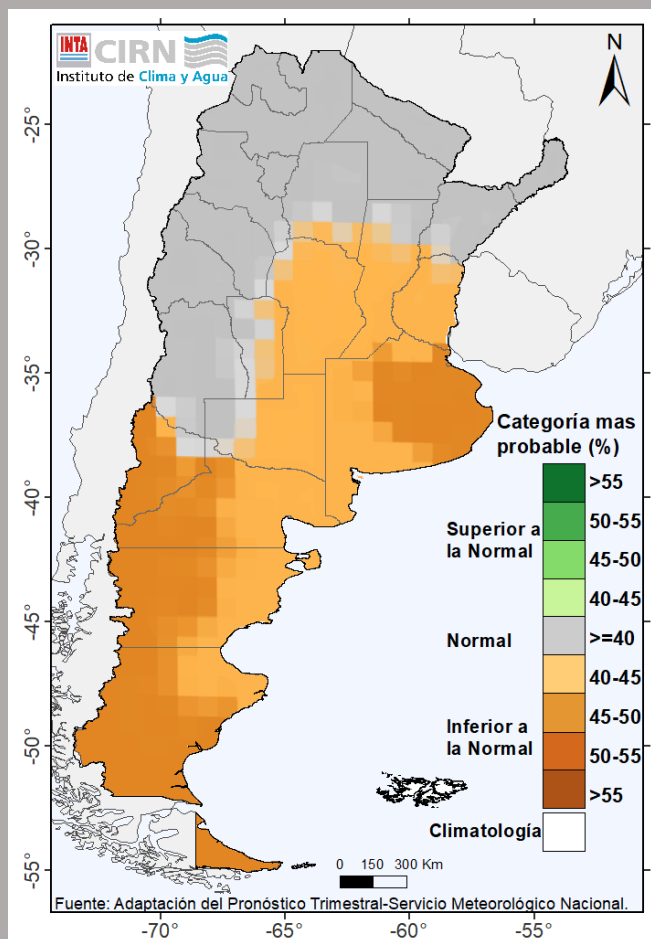 INTA CIRN
Instituto de Clima y Agua
N
-25°
-30°
-35°
-40°
-45°
-50°
-55°
Categoría mas
probable (%)
>55
50-55
Superior a
la Normal
45-50
40-45
Normal
>=40
40-45
45-50
Inferior a
la Normal
50-55
>55
Climatología
0 150 300 Km
Fuente: Adaptación del Pronóstico Trimestral-Servicio Meteorológico Nacional.
-70° -65° -60° -55°